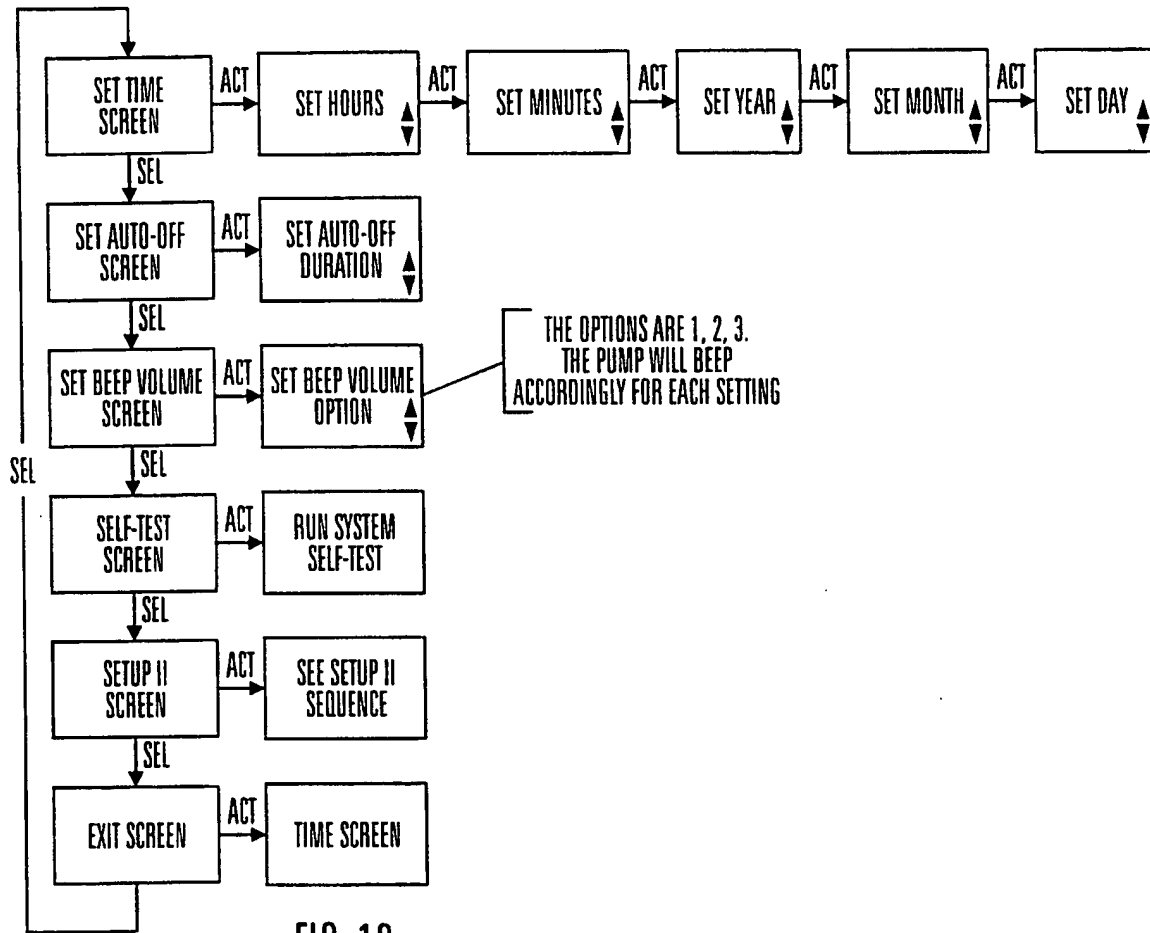 SET TIME
SCREEN
ACT
SET HOURS
ACT
SET MINUTES
ACT
SET YEAR
ACT
SET MONTH
ACT
SET DAY
SEL
SET AUTO-OFF
SCREEN
ACT
SET AUTO-OFF
DURATION
SEL
SET BEEP VOLUME
SCREEN
ACT
SET BEEP VOLUME
OPTION
THE OPTIONS ARE 1, 2, 3.
THE PUMP WILL BEEP
ACCORDINGLY FOR EACH SETTING
SEL
SEL
SELF-TEST
SCREEN
ACT
RUN SYSTEM
SELF-TEST
SEL
SETUP II
SCREEN
ACT
SEE SETUP II
SEQUENCE
SEL
EXIT SCREEN
ACT
TIME SCREEN